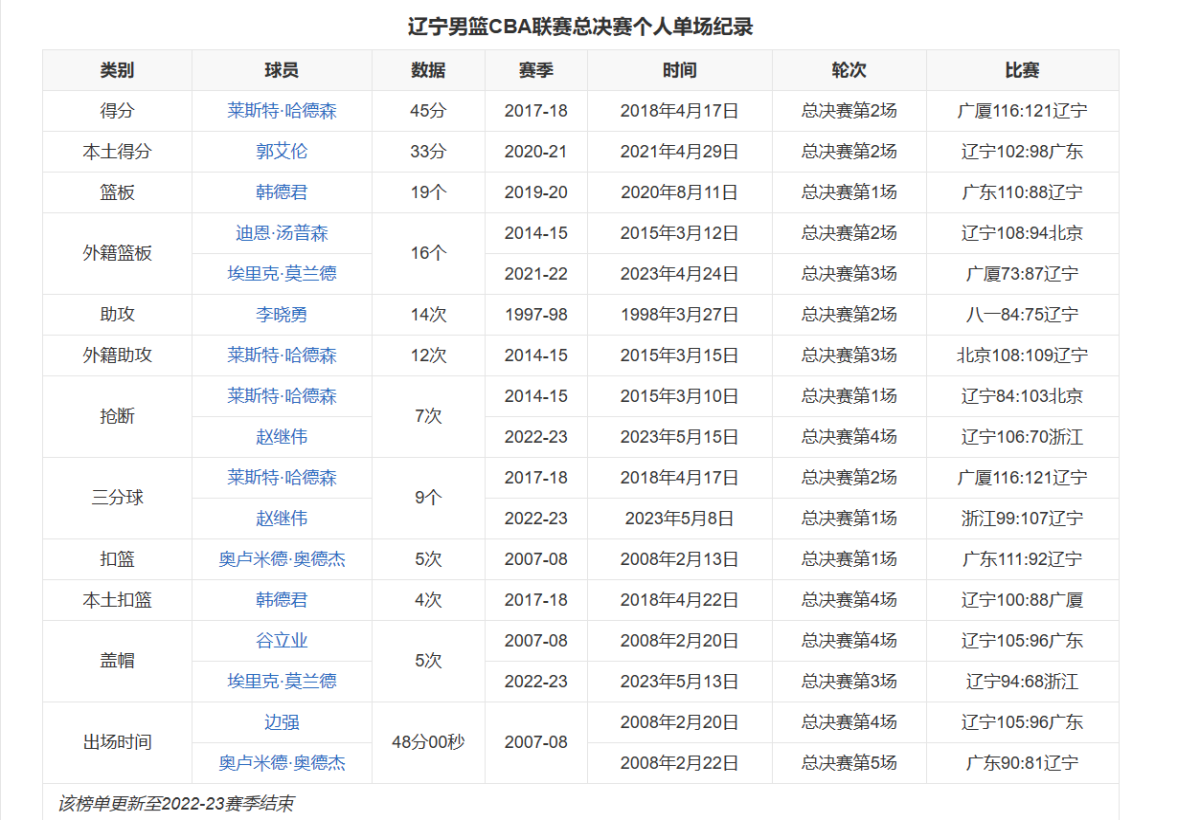 辽宁男篮CBA联赛总决赛个人单场纪录
类别 球员 数据 赛季 时间 轮次 比赛
得分 莱斯特·哈德森 45分 2017-18 2018年4月17日 总决赛第2场 广厦116:121辽宁
本土得分 郭艾伦 33分 2020-21 2021年4月29日 总决赛第2场 辽宁102:98广东
篮板 韩德君 19个 2019-20 2020年8月11日 总决赛第1场 广东110:88辽宁
外籍篮板 迪恩·汤普森 16个 2014-15 2015年3月12日 总决赛第2场 辽宁108:94北京
埃里克·莫兰德 2021-22 2023年4月24日 总决赛第3场 广厦73:87辽宁
助攻 李晓勇 14次 1997-98 1998年3月27日 总决赛第2场 八一84:75辽宁
外籍助攻 莱斯特·哈德森 12次 2014-15 2015年3月15日 总决赛第3场 北京108:109辽宁
抢断 莱斯特·哈德森 7次 2014-15 2015年3月10日 总决赛第1场 辽宁84:103北京
赵继伟 2022-23 2023年5月15日 总决赛第4场 辽宁106:70浙江
三分球 莱斯特·哈德森 9个 2017-18 2018年4月17日 总决赛第2场 广厦116:121辽宁
赵继伟 2022-23 2023年5月8日 总决赛第1场 浙江99:107辽宁
扣篮 奥卢米德·奥德杰 5次 2007-08 2008年2月13日 总决赛第1场 广东111:92辽宁
本土扣篮 韩德君 4次 2017-18 2018年4月22日 总决赛第4场 辽宁100:88广厦
盖帽 谷立业 5次 2007-08 2008年2月20日 总决赛第4场 辽宁105:96广东
埃里克·莫兰德 2022-23 2023年5月13日 总决赛第3场 辽宁94:68浙江
出场时间 边强 48分00秒 2007-08 2008年2月20日 总决赛第4场 辽宁105:96广东
奥卢米德·奥德杰 2008年2月22日 总决赛第5场 广东90:81辽宁
该榜单更新至2022-23赛季结束